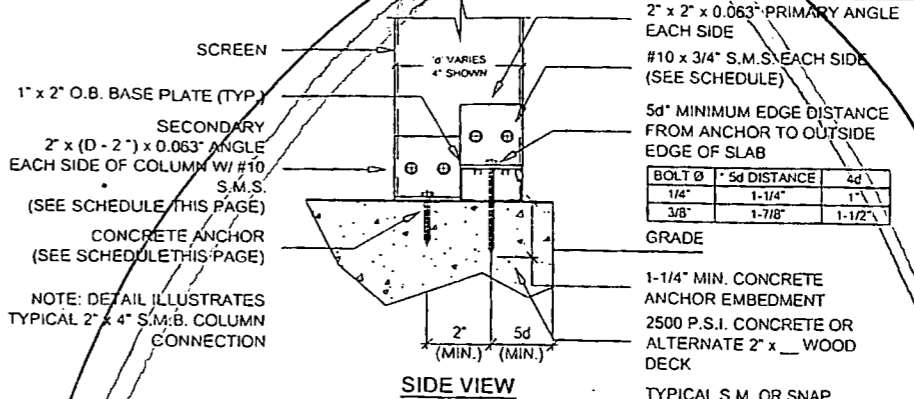 SCREEN
1" x 2" O.B. BASE PLATE (TYP.)
SECONDARY
2" x (D - 2") x 0.063" ANGLE
EACH SIDE OF COLUMN W/ #10
S.M.S.
(SEE SCHEDULE THIS PAGE)
CONCRETE ANCHOR
(SEE SCHEDULE THIS PAGE)
NOTE: DETAIL ILLUSTRATES
TYPICAL 2" x 4" S.M.B. COLUMN
CONNECTION
'd' VARIES
4" SHOWN
2" (MIN.)
5d (MIN.)
SIDE VIEW
2" x 2" x 0.063" PRIMARY ANGLE
EACH SIDE
#10 x 3/4" S.M.S. EACH SIDE
(SEE SCHEDULE)
5d* MINIMUM EDGE DISTANCE
FROM ANCHOR TO OUTSIDE
EDGE OF SLAB
BOLT Ø * 5d DISTANCE 4d
1/4" 1-1/4" 1"
3/8" 1-7/8" 1-1/2"
GRADE
1-1/4" MIN. CONCRETE
ANCHOR EMBEDMENT
2500 P.S.I. CONCRETE OR
ALTERNATE 2" x __ WOOD
DECK
TYPICAL S.M. OR SNAP